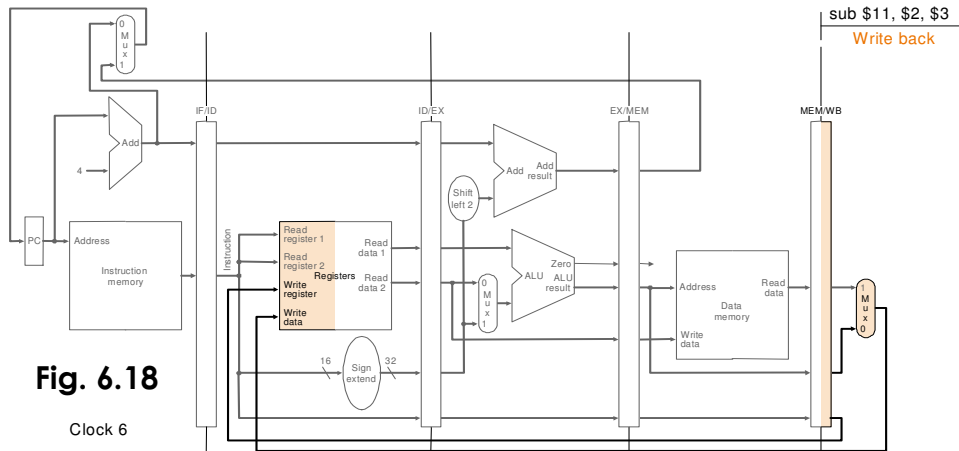 sub $11, $2, $3
Write back
0
M
u
x
1
IF/ID
ID/EX
EX/MEM
MEM/WB
Add
4
Add
Add
result
Shift
left 2
PC
Address
Instruction
memory
Instruction
Read
register 1
Read
register 2
Registers
Write
register
Write
data
Read
data 1
Read
data 2
0
M
u
x
1
Zero
ALU
ALU
result
Address
Read
data
Data
memory
Write
data
1
M
u
x
0
16
Sign
extend
32
Fig. 6.18
Clock 6